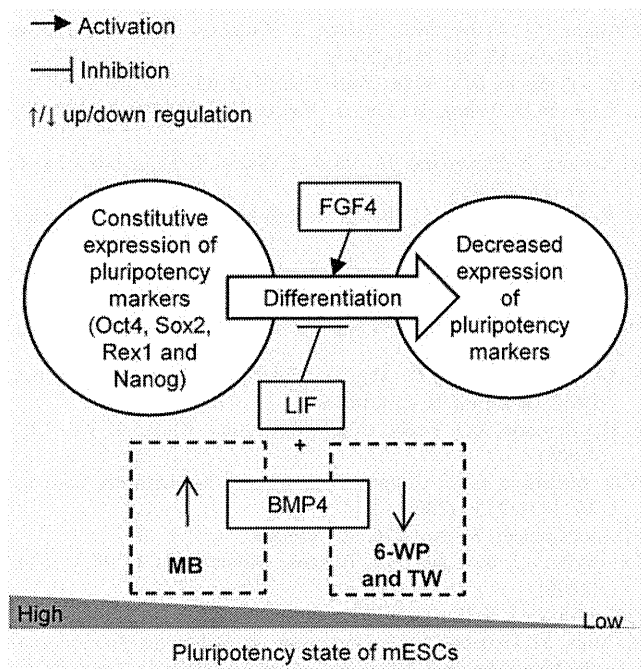 Activation
Inhibition
↑/↓ up/down regulation
FGF4
Constitutive
expression of
pluripotency
markers
(Oct4, Sox2,
Rex1 and
Nanog)
Differentiation
Decreased
expression
of
pluripotency
markers
LIF
+
BMP4
MB
6-WP
and TW
High
Low
Pluripotency state of mESCs